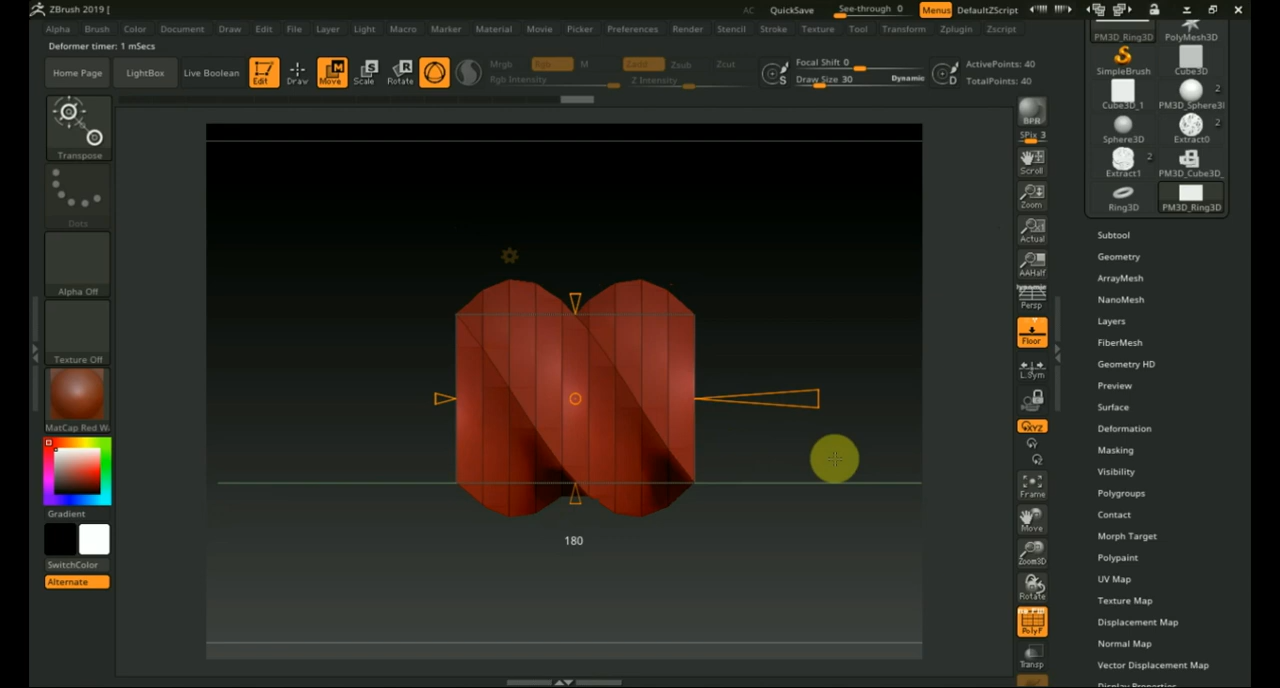 ZBrush 2019 [
AC QuickSave See-through 0 Menus DefaultZScript
Alpha Brush Color Document Draw Edit File Layer Light Macro Marker Material Movie Picker Preferences Render Stencil Stroke Texture Tool Transform Zplugin Zscript
Deformer timer: 1 mSecs
Home Page LightBox Live Boolean Edit Draw Move Scale Rotate
Mrgb Rgb M Zadd Zsub Zcut
Rgb Intensity Z Intensity
Focal Shift 0
Draw Size 30 Dynamic
ActivePoints: 40
TotalPoints: 40
S
D
Transpose
Dots
Alpha Off
Texture Off
MatCap Red W
Gradient
SwitchColor
Alternate
180
BPR
SPix 3
Scroll
Zoom
Actual
AAHalf
Dynamic
Persp
Floor
L.Sym
XYZ
Frame
Move
Zoom3D
Rotate
PolyF
Transp
PM3D_Ring3D PolyMesh3D
SimpleBrush Cube3D
2
Cube3D_1 PM3D_Sphere3I
2
Sphere3D Extract0
2
Extract1 PM3D_Cube3D_
Ring3D PM3D_Ring3D
Subtool
Geometry
ArrayMesh
NanoMesh
Layers
FiberMesh
Geometry HD
Preview
Surface
Deformation
Masking
Visibility
Polygroups
Contact
Morph Target
Polypaint
UV Map
Texture Map
Displacement Map
Normal Map
Vector Displacement Map
Display Properties